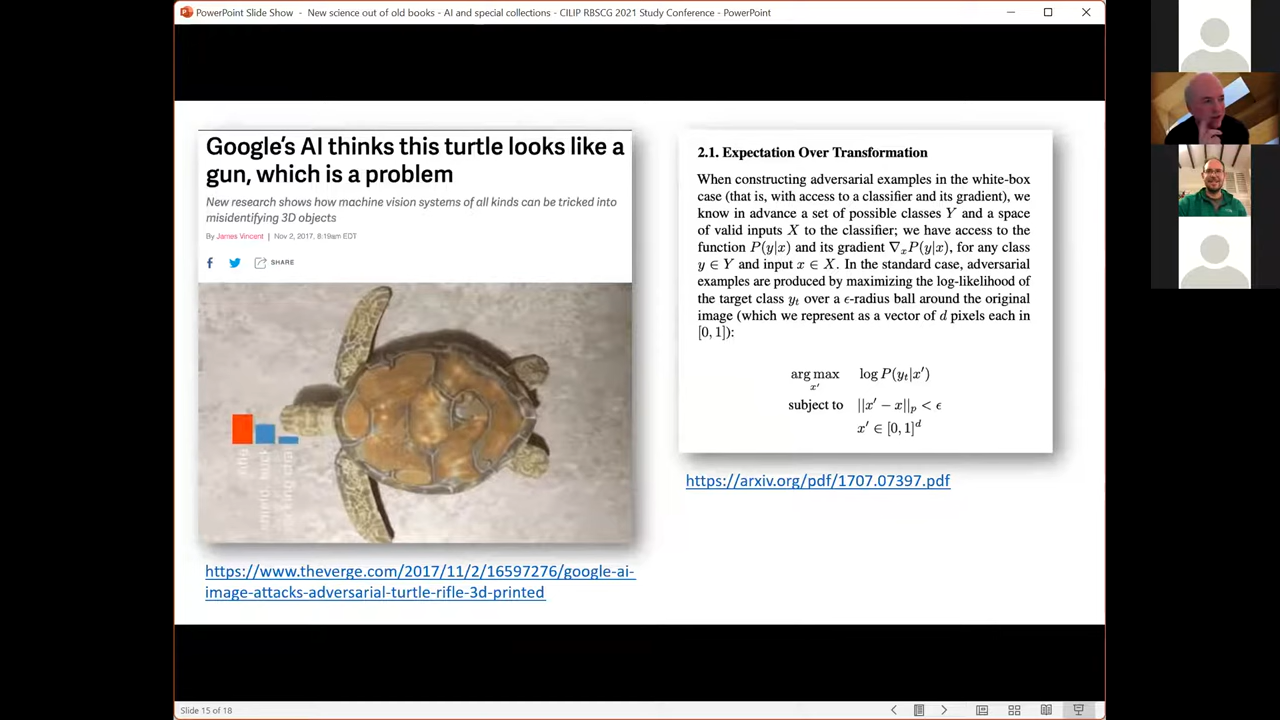 PowerPoint Slide Show - New science out of old books - AI and special collections - CILIP RBSCG 2021 Study Conference - PowerPoint
Google's AI thinks this turtle looks like a
gun, which is a problem
New research shows how machine vision systems of all kinds can be tricked into
misidentifying 3D objects
By James Vincent | Nov 2, 2017, 8:19am EDT
SHARE
https://www.theverge.com/2017/11/2/16597276/google-ai-
image-attacks-adversarial-turtle-rifle-3d-printed
2.1. Expectation Over Transformation
When constructing adversarial examples in the white-box
case (that is, with access to a classifier and its gradient), we
know in advance a set of possible classes Y and a space
of valid inputs X to the classifier; we have access to the
function P(y|x) and its gradient ∇ₓP(y|x), for any class
y ∈ Y and input x ∈ X. In the standard case, adversarial
examples are produced by maximizing the log-likelihood of
the target class yₜ over a ϵ-radius ball around the original
image (which we represent as a vector of d pixels each in
[0, 1]):
arg max log P(yₜ|x′)
x′
subject to ||x′ − x||ₚ < ϵ
x′ ∈ [0, 1]ᵈ
https://arxiv.org/pdf/1707.07397.pdf
Slide 15 of 18